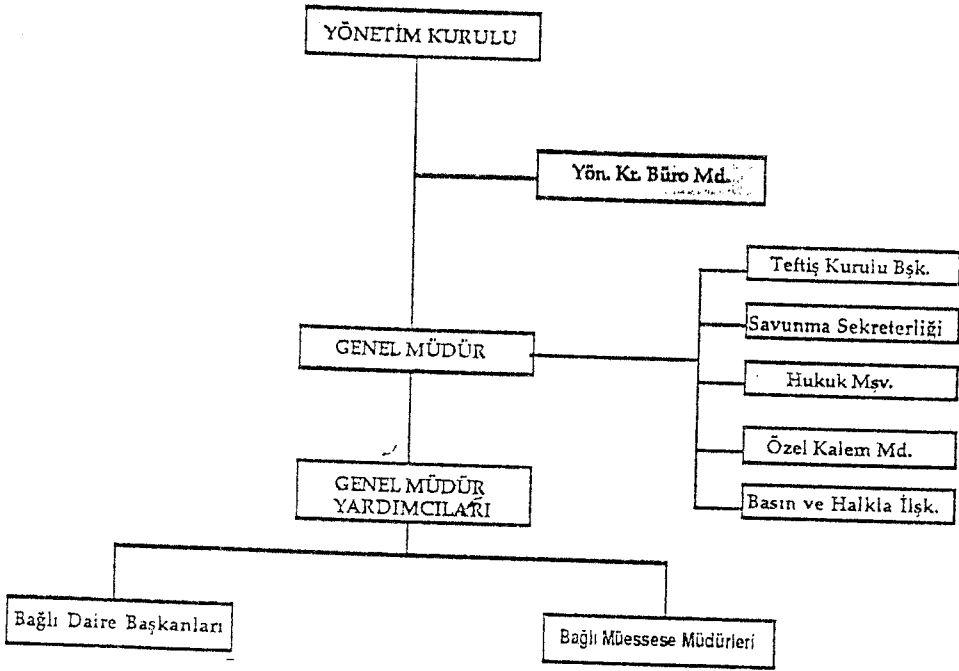 YÖNETİM KURULU
Yön. Kr. Büro Md.
Teftiş Kurulu Bşk.
Savunma Sekreterliği
GENEL MÜDÜR
Hukuk Mşv.
Özel Kalem Md.
GENEL MÜDÜR
YARDIMCILARI
Basın ve Halkla İlşk.
Bağlı Daire Başkanları
Bağlı Müessese Müdürleri